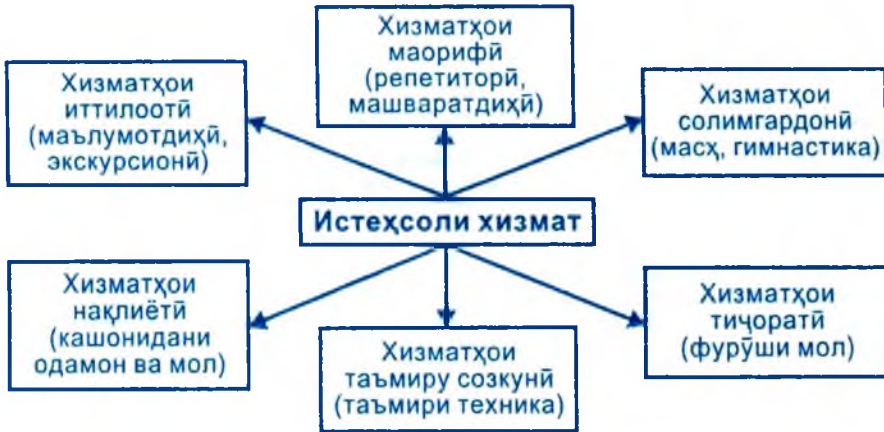 Хизматҳои
иттилоотӣ
(маълумотдиҳӣ,
экскурсионӣ)
Хизматҳои
маорифӣ
(репетиторӣ,
машваратдиҳӣ)
Хизматҳои
солимгардонӣ
(масҳ, гимнастика)
Истеҳсоли хизмат
Хизматҳои
нақлиётӣ
(кашонидани
одамон ва мол)
Хизматҳои
таъмиру созкунӣ
(таъмири техника)
Хизматҳои
тиҷоратӣ
(фурӯши мол)